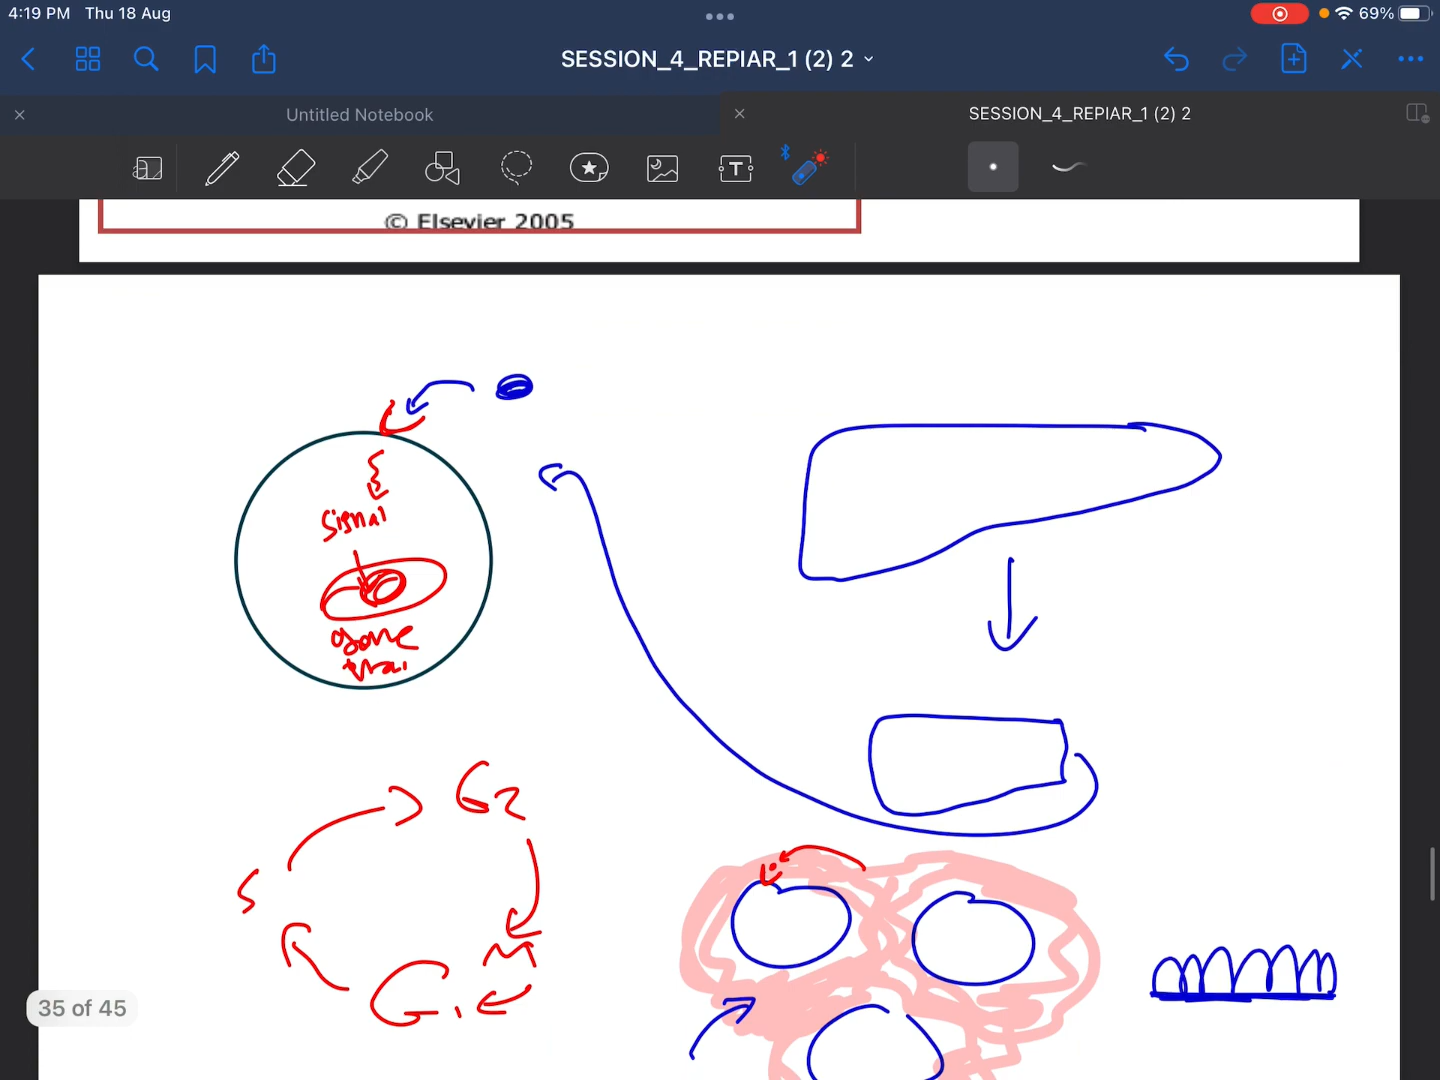 4:19 PM Thu 18 Aug
69%
SESSION_4_REPIAR_1 (2) 2
Untitled Notebook
SESSION_4_REPIAR_1 (2) 2
T
© Elsevier 2005
Signal
G2
S
M
G1
35 of 45